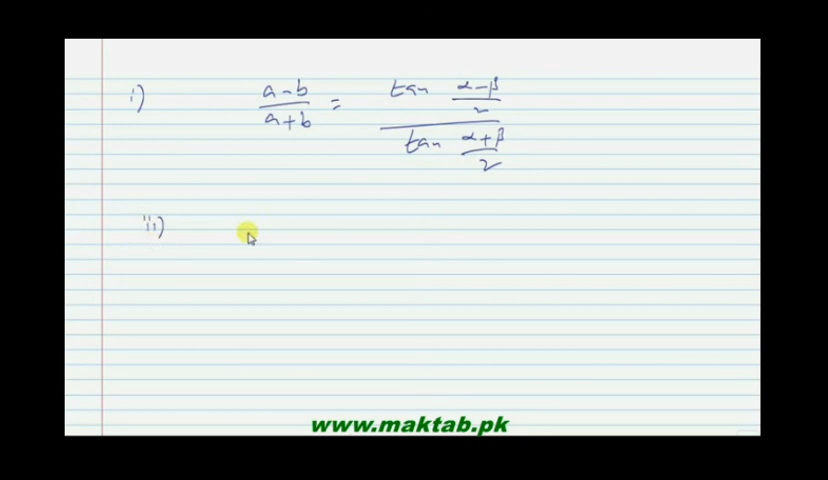 i) a-b / a+b = tan α-β/2 / tan α+β/2
ii)
www.maktab.pk